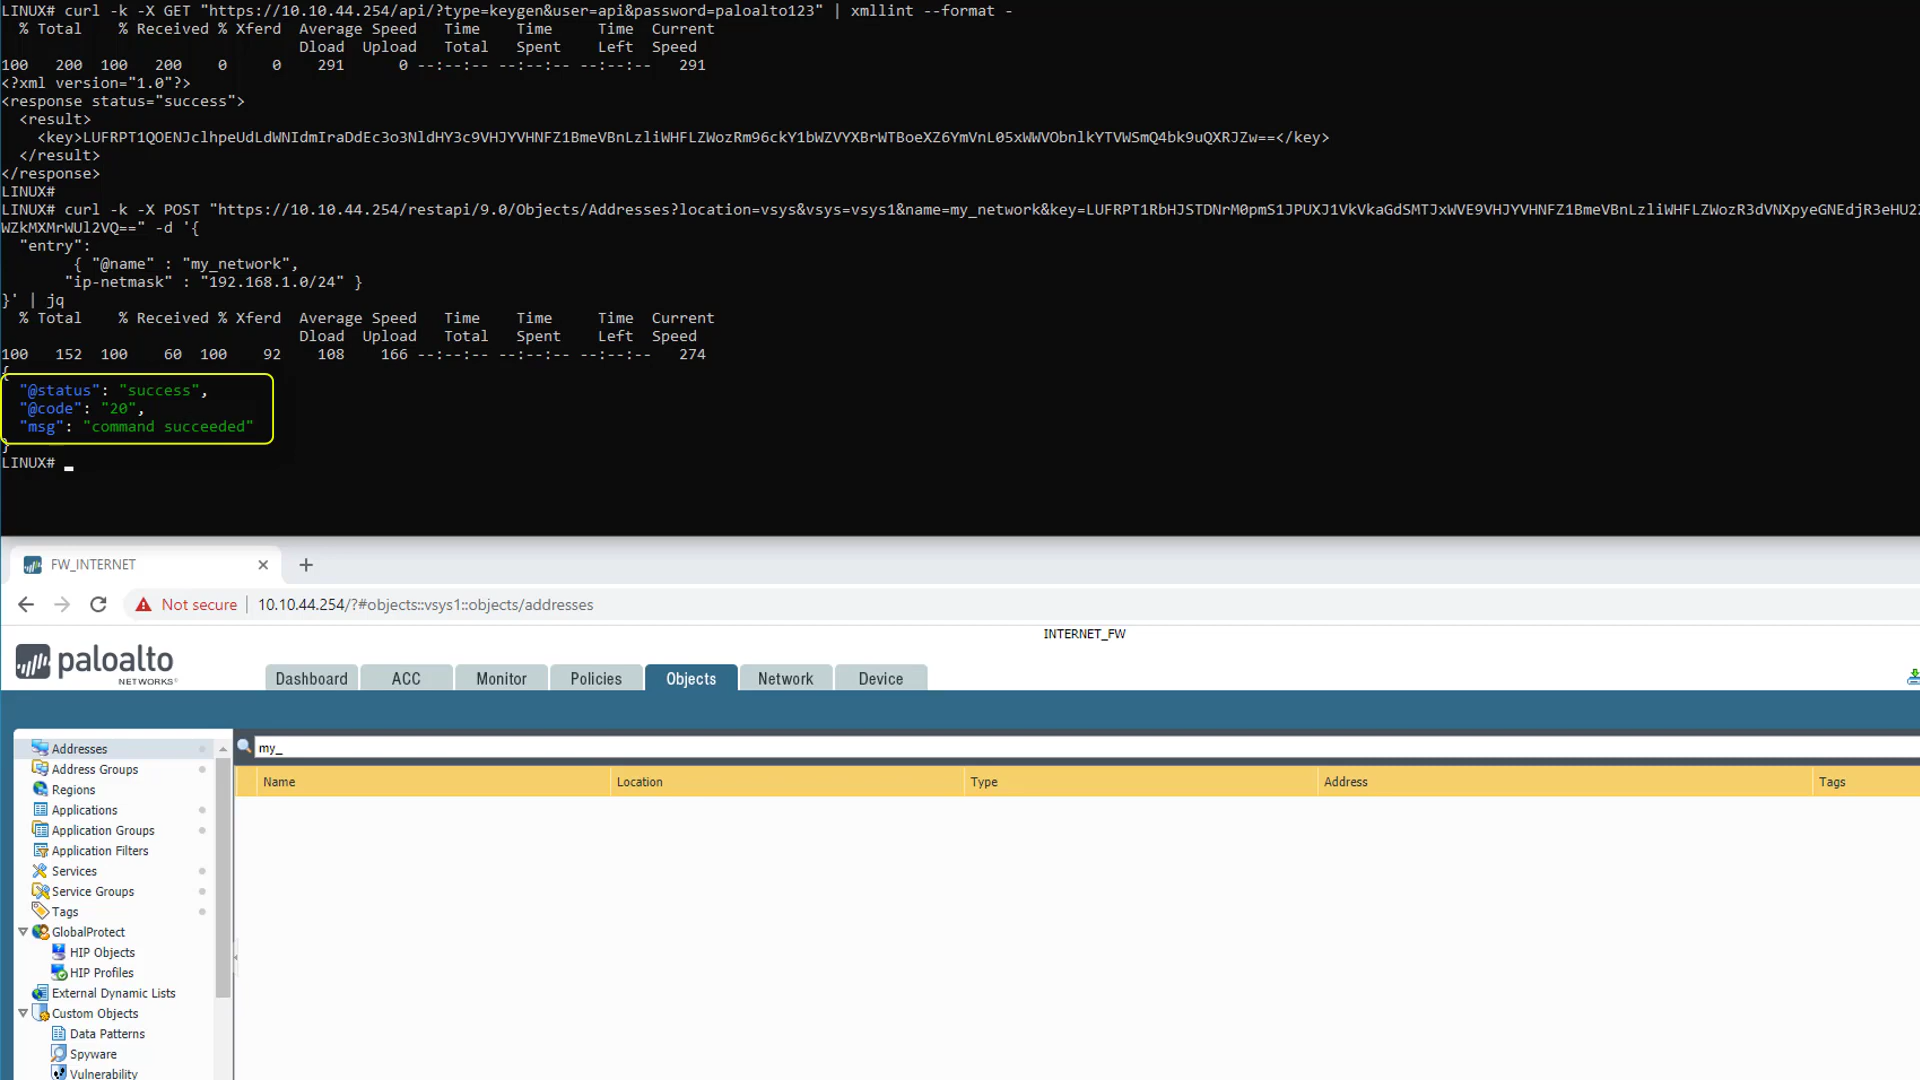 LINUX# curl -k -X GET "https://10.10.44.254/api/?type=keygen&user=api&password=paloalto123" | xmllint --format -
% Total % Received % Xferd Average Speed Time Time Time Current
Dload Upload Total Spent Left Speed
100 200 100 200 0 0 291 0 --:--:-- --:--:-- --:--:-- 291
<?xml version="1.0"?>
<response status="success">
<result>
<key>LUFRPT1QOENJclhpeUdLdWNIdmIraDdEc3o3NldHY3c9VHJYVHNFZ1BmeVBnLzliWHFLZWozRm96ckY1bWZVYXBrWTBoeXZ6YmVnL05xWWVObnlkYTVWSmQ4bk9uQXRJZw==</key>
</result>
</response>
LINUX#
LINUX# curl -k -X POST "https://10.10.44.254/restapi/9.0/Objects/Addresses?location=vsys&vsys=vsys1&name=my_network&key=LUFRPT1RbHJSTDNrM0pmS1JPUXJ1VkVkaGdSMTJxWVE9VHJYVHNFZ1BmeVBnLzliWHFLZWozR3dVNXpyeGNEdjR3eHU2Z
WZkMXMrWUl2VQ==" -d '{
"entry":
{ "@name" : "my_network",
"ip-netmask" : "192.168.1.0/24" }
}' | jq
% Total % Received % Xferd Average Speed Time Time Time Current
Dload Upload Total Spent Left Speed
100 152 100 60 100 92 108 166 --:--:-- --:--:-- --:--:-- 274
{
"@status": "success",
"@code": "20",
"msg": "command succeeded"
}
LINUX#
FW_INTERNET
Not secure
10.10.44.254/?#objects::vsys1::objects/addresses
INTERNET_FW
paloalto
NETWORKS
Dashboard
ACC
Monitor
Policies
Objects
Network
Device
my_
Name
Location
Type
Address
Tags
Addresses
Address Groups
Regions
Applications
Application Groups
Application Filters
Services
Service Groups
Tags
GlobalProtect
HIP Objects
HIP Profiles
External Dynamic Lists
Custom Objects
Data Patterns
Spyware
Vulnerability